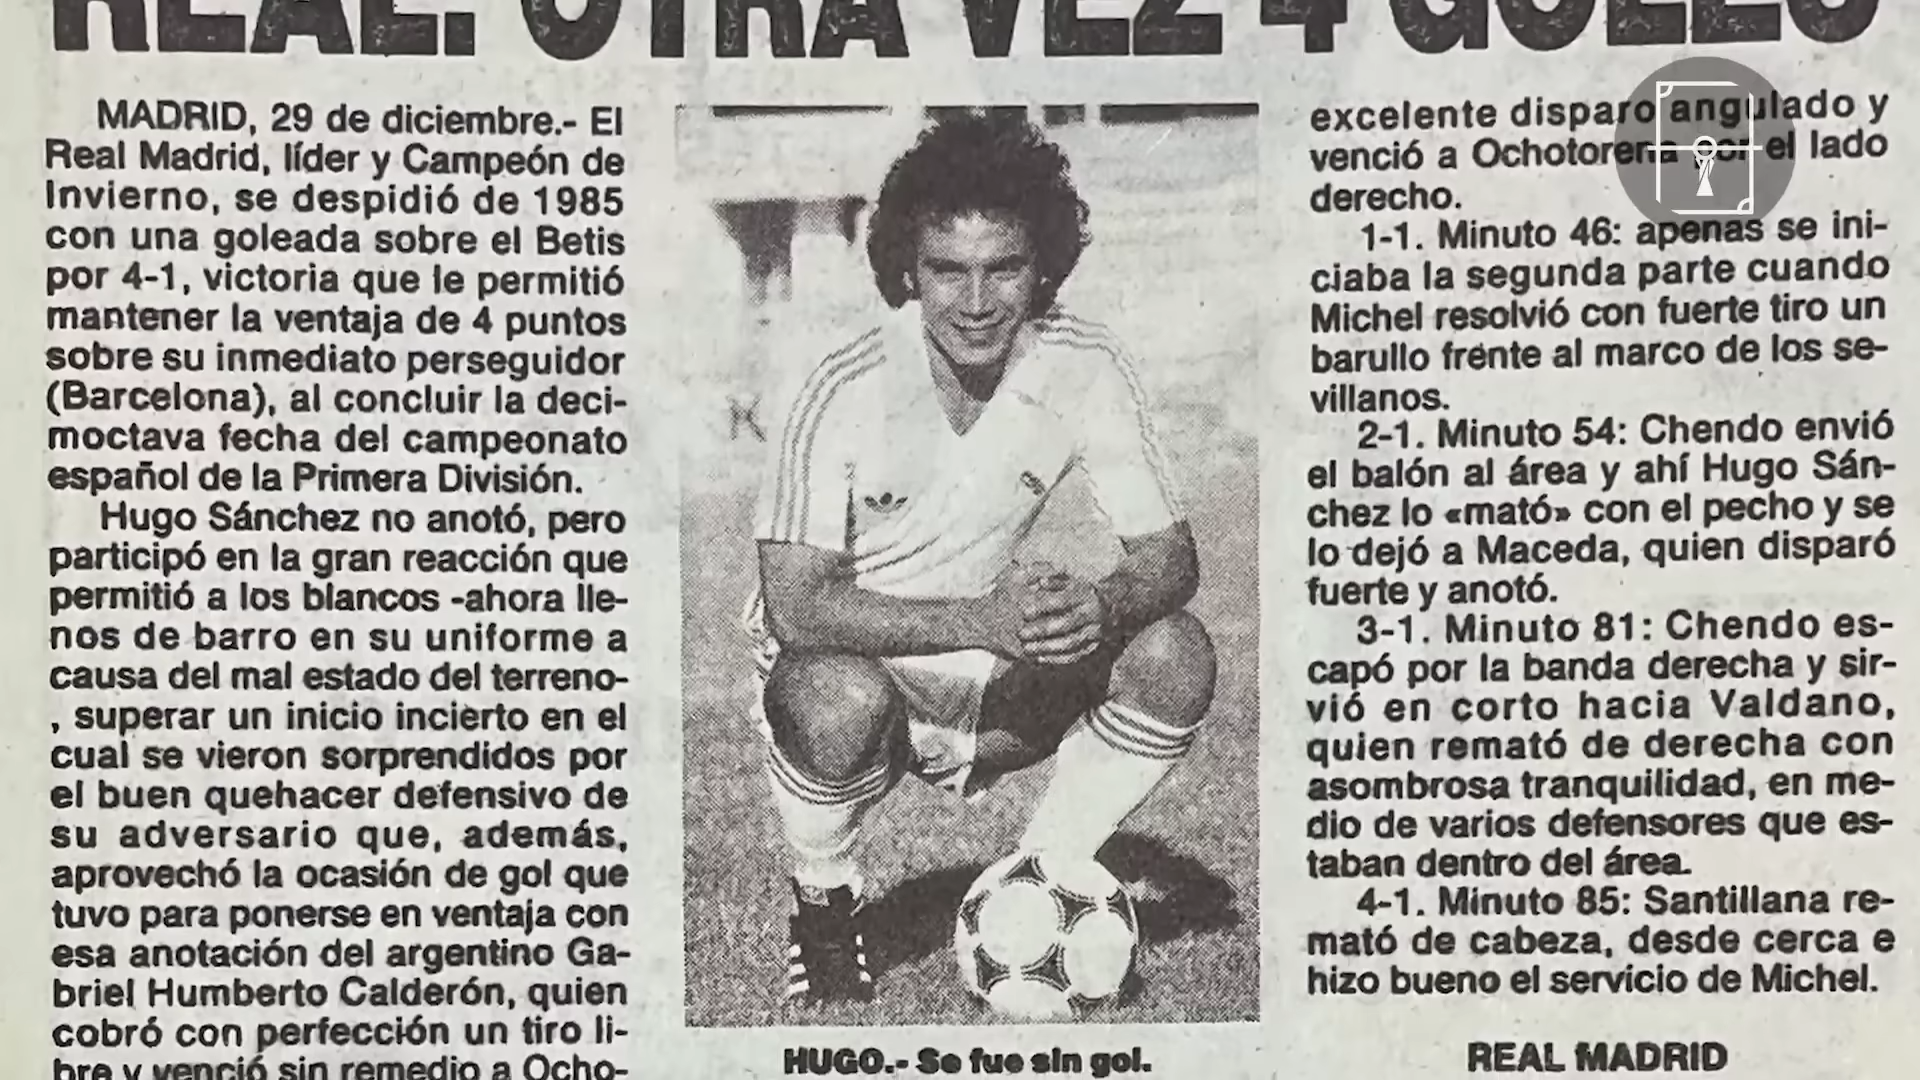 REAL: OTRA VEZ 4 GOLES
MADRID, 29 de diciembre.- El
Real Madrid, líder y Campeón de
Invierno, se despidió de 1985
con una goleada sobre el Betis
por 4-1, victoria que le permitió
mantener la ventaja de 4 puntos
sobre su inmediato perseguidor
(Barcelona), al concluir la deci-
moctava fecha del campeonato
español de la Primera División.
Hugo Sánchez no anotó, pero
participó en la gran reacción que
permitió a los blancos -ahora lle-
nos de barro en su uniforme a
causa del mal estado del terreno-
, superar un inicio incierto en el
cual se vieron sorprendidos por
el buen quehacer defensivo de
su adversario que, además,
aprovechó la ocasión de gol que
tuvo para ponerse en ventaja con
esa anotación del argentino Ga-
briel Humberto Calderón, quien
cobró con perfección un tiro li-
bre y venció sin remedio a Ocho-
HUGO.- Se fue sin gol.
excelente disparo angulado y
venció a Ochotorena por el lado
derecho.
1-1. Minuto 46: apenas se ini-
ciaba la segunda parte cuando
Michel resolvió con fuerte tiro un
barullo frente al marco de los se-
villanos.
2-1. Minuto 54: Chendo envió
el balón al área y ahí Hugo Sán-
chez lo «mató» con el pecho y se
lo dejó a Maceda, quien disparó
fuerte y anotó.
3-1. Minuto 81: Chendo es-
capó por la banda derecha y sir-
vió en corto hacia Valdano,
quien remató de derecha con
asombrosa tranquilidad, en me-
dio de varios defensores que es-
taban dentro del área.
4-1. Minuto 85: Santillana re-
mató de cabeza, desde cerca e
hizo bueno el servicio de Michel.
REAL MADRID